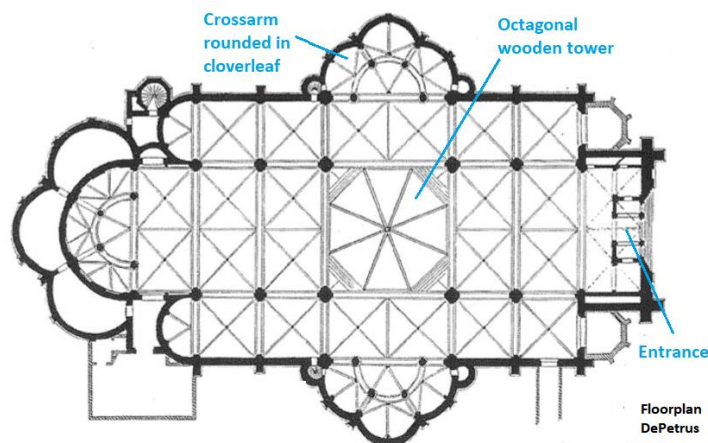 Crossarm
rounded in
cloverleaf
Octagonal
wooden tower
Entrance
Floorplan
DePetrus